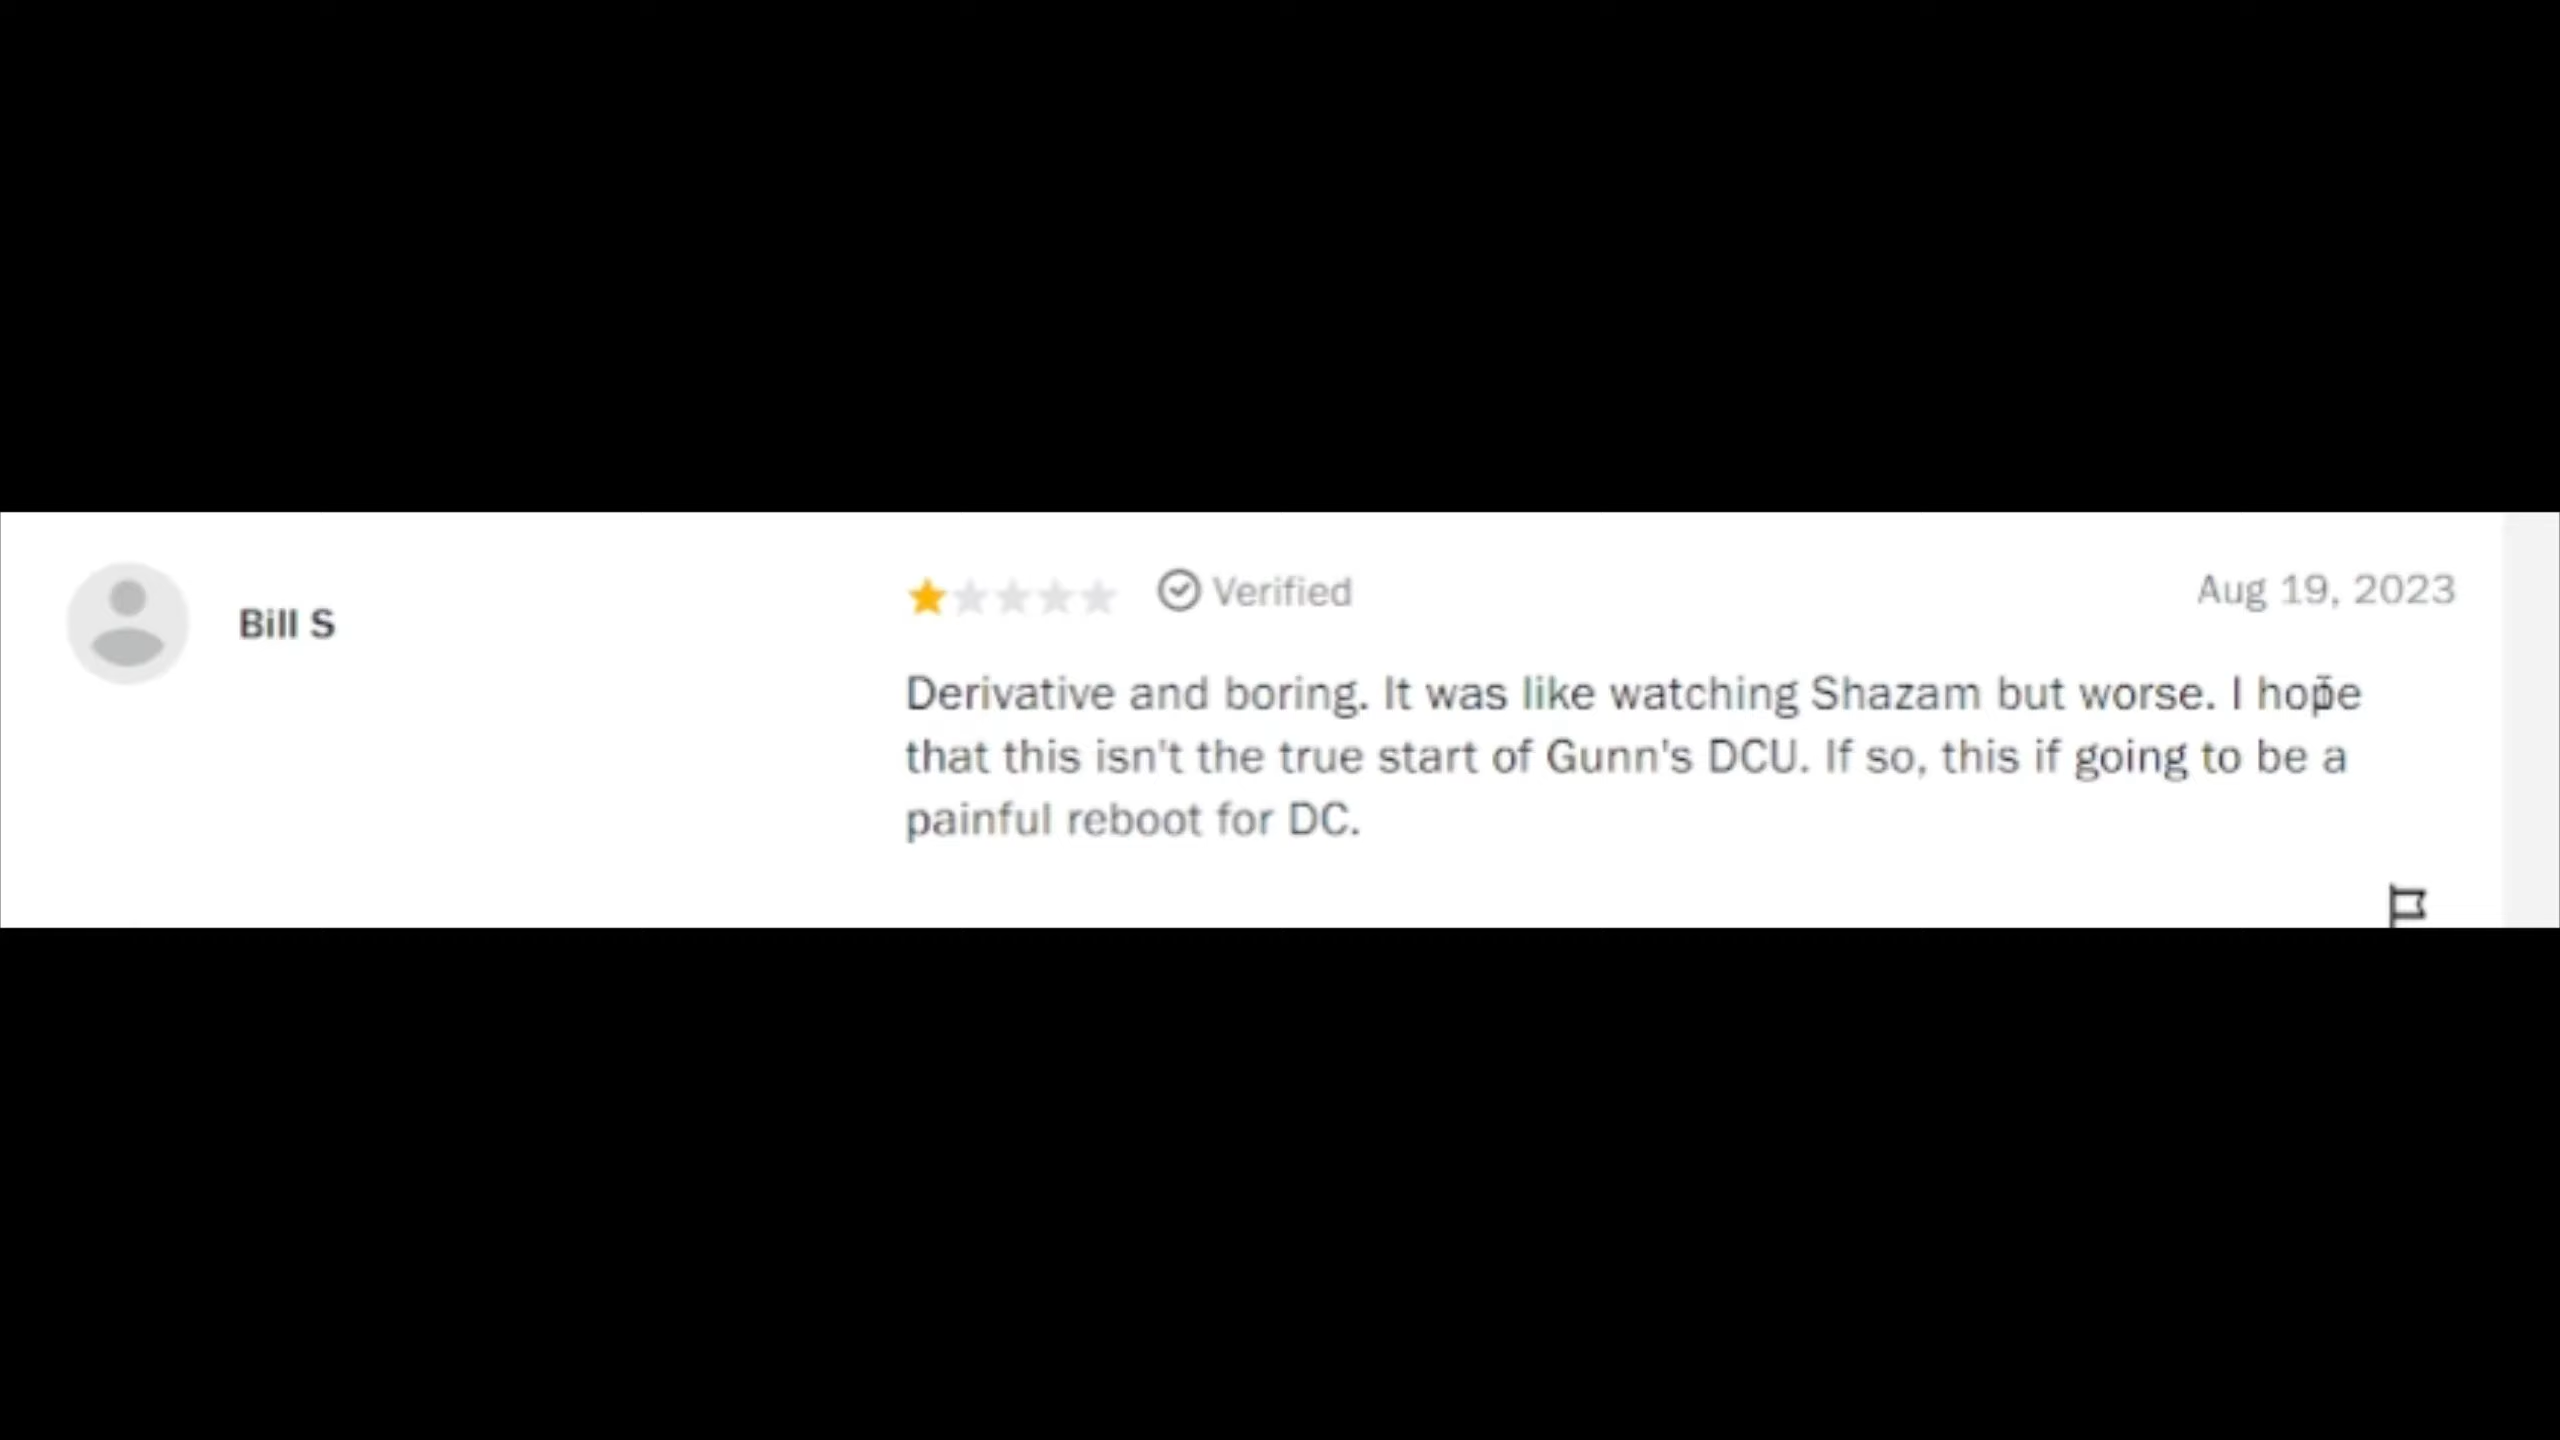 Bill S
Verified
Aug 19, 2023
Derivative and boring. It was like watching Shazam but worse. I hope
that this isn't the true start of Gunn's DCU. If so, this if going to be a
painful reboot for DC.